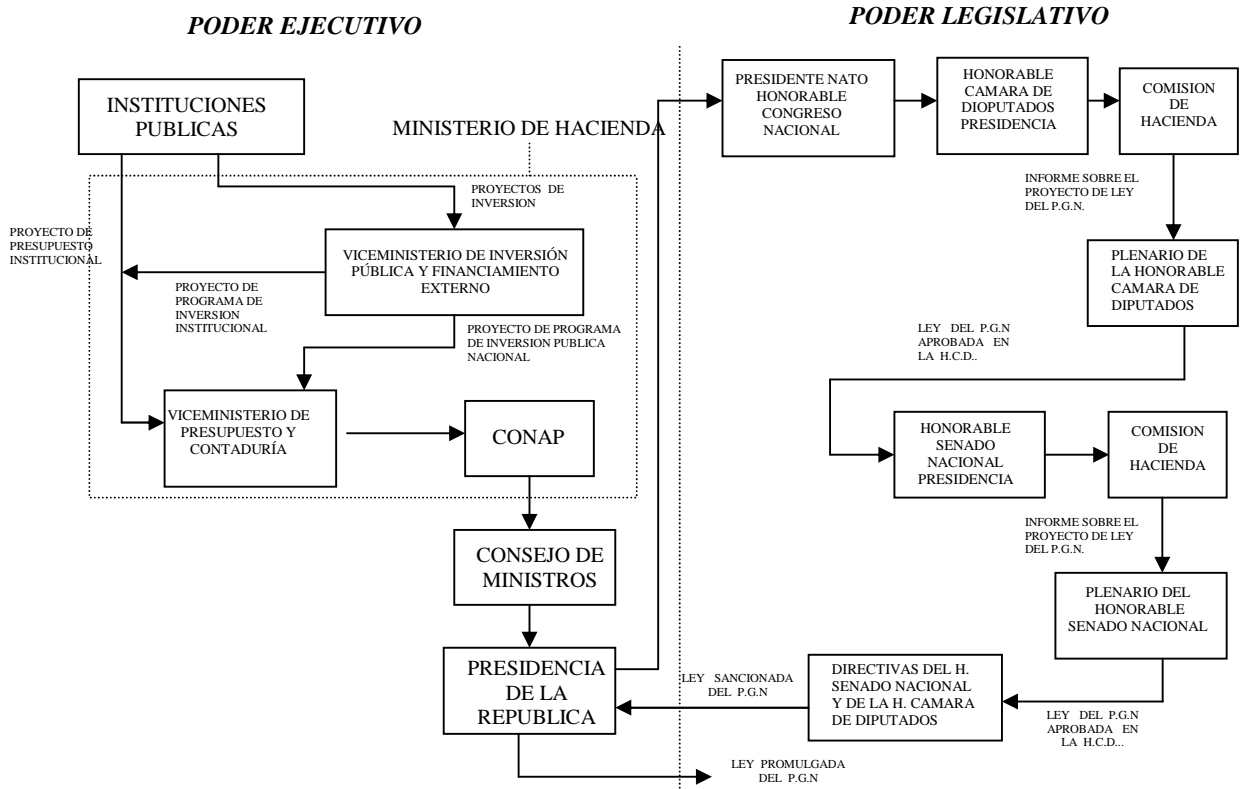 PODER EJECUTIVO
PODER LEGISLATIVO
INSTITUCIONES
PUBLICAS
MINISTERIO DE HACIENDA
PROYECTOS DE
INVERSION
PROYECTO DE
PRESUPUESTO
INSTITUCIONAL
VICEMINISTERIO DE INVERSIÓN
PÚBLICA Y FINANCIAMIENTO
EXTERNO
PROYECTO DE
PROGRAMA DE
INVERSION
INSTITUCIONAL
PROYECTO DE PROGRAMA
DE INVERSION PUBLICA
NACIONAL
VICEMINISTERIO DE
PRESUPUESTO Y
CONTADURÍA
CONAP
CONSEJO DE
MINISTROS
PRESIDENCIA
DE LA
REPUBLICA
PRESIDENTE NATO
HONORABLE
CONGRESO
NACIONAL
HONORABLE
CAMARA DE
DIOPUTADOS
PRESIDENCIA
COMISION
DE
HACIENDA
INFORME SOBRE EL
PROYECTO DE LEY
DEL P.G.N.
PLENARIO DE
LA HONORABLE
CAMARA DE
DIPUTADOS
LEY DEL P.G.N
APROBADA EN
LA H.C.D..
HONORABLE
SENADO
NACIONAL
PRESIDENCIA
COMISION
DE
HACIENDA
INFORME SOBRE EL
PROYECTO DE LEY
DEL P.G.N.
PLENARIO DEL
HONORABLE
SENADO NACIONAL
LEY DEL P.G.N
APROBADA EN
LA H.C.D...
DIRECTIVAS DEL H.
SENADO NACIONAL
Y DE LA H. CAMARA
DE DIPUTADOS
LEY SANCIONADA
DEL P.G.N
LEY PROMULGADA
DEL P.G.N